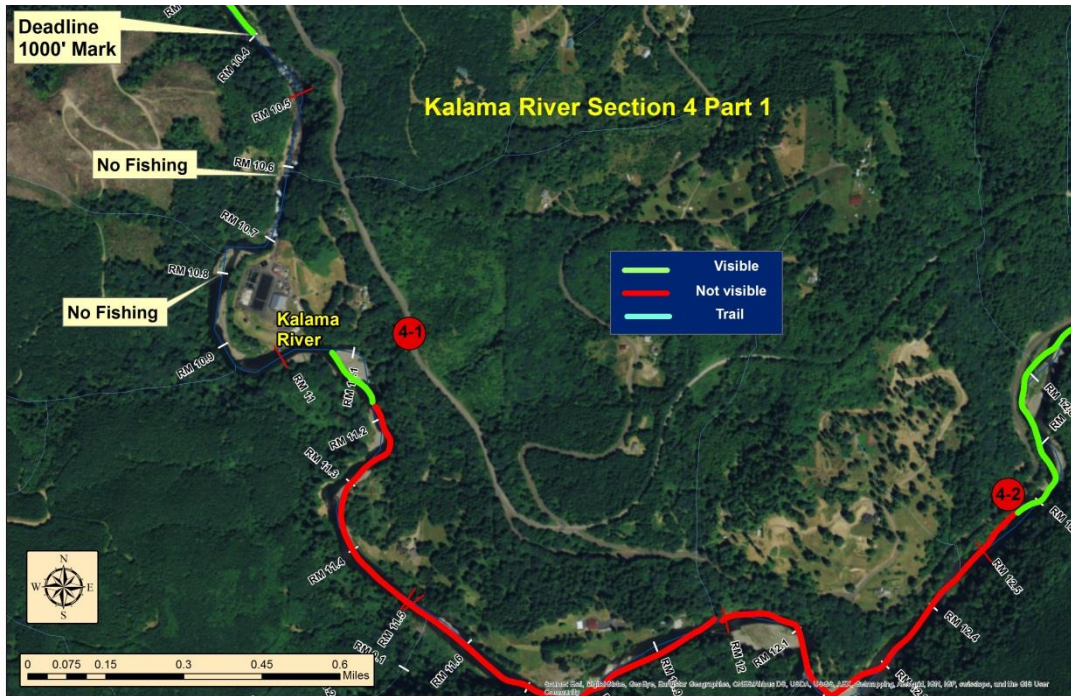 Deadline
1000' Mark
RM 10.4
Kalama River Section 4 Part 1
RM 10.5
No Fishing
RM 10.6
RM 10.7
RM 10.8
Visible
Not visible
Trail
No Fishing
Kalama
River
4-1
RM 10.9
RM 11
RM 11.2
RM 11.3
4-2
RM 11.4
N
W
E
S
RM 12.5
RM 11.5
RM 12.4
RM 11.6
RM 12
RM 12.1
0
0.075
0.15
0.3
0.45
0.6
Miles
Community